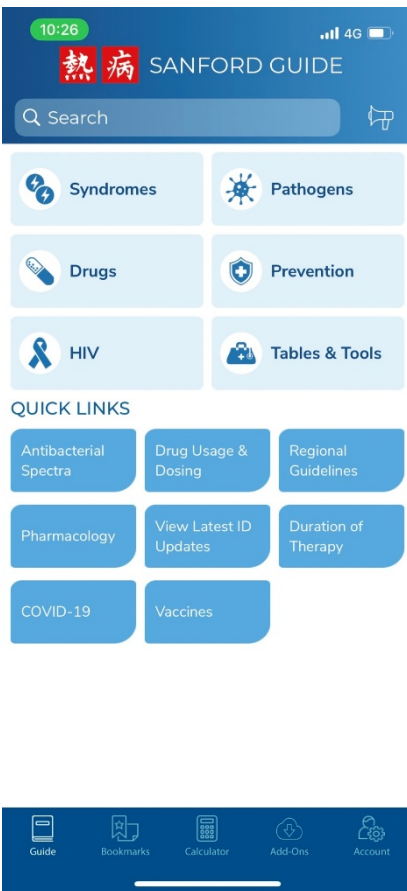 10:26
4G
熱 病 SANFORD GUIDE
Search
Syndromes
Pathogens
Drugs
Prevention
HIV
Tables & Tools
QUICK LINKS
Antibacterial
Spectra
Drug Usage &
Dosing
Regional
Guidelines
Pharmacology
View Latest ID
Updates
Duration of
Therapy
COVID-19
Vaccines
Guide
Bookmarks
Calculator
Add-Ons
Account